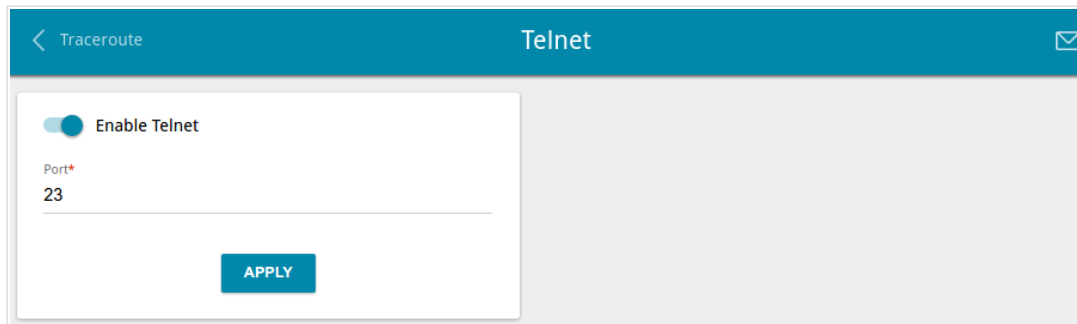 Traceroute
Telnet
Enable Telnet
Port*
23
APPLY